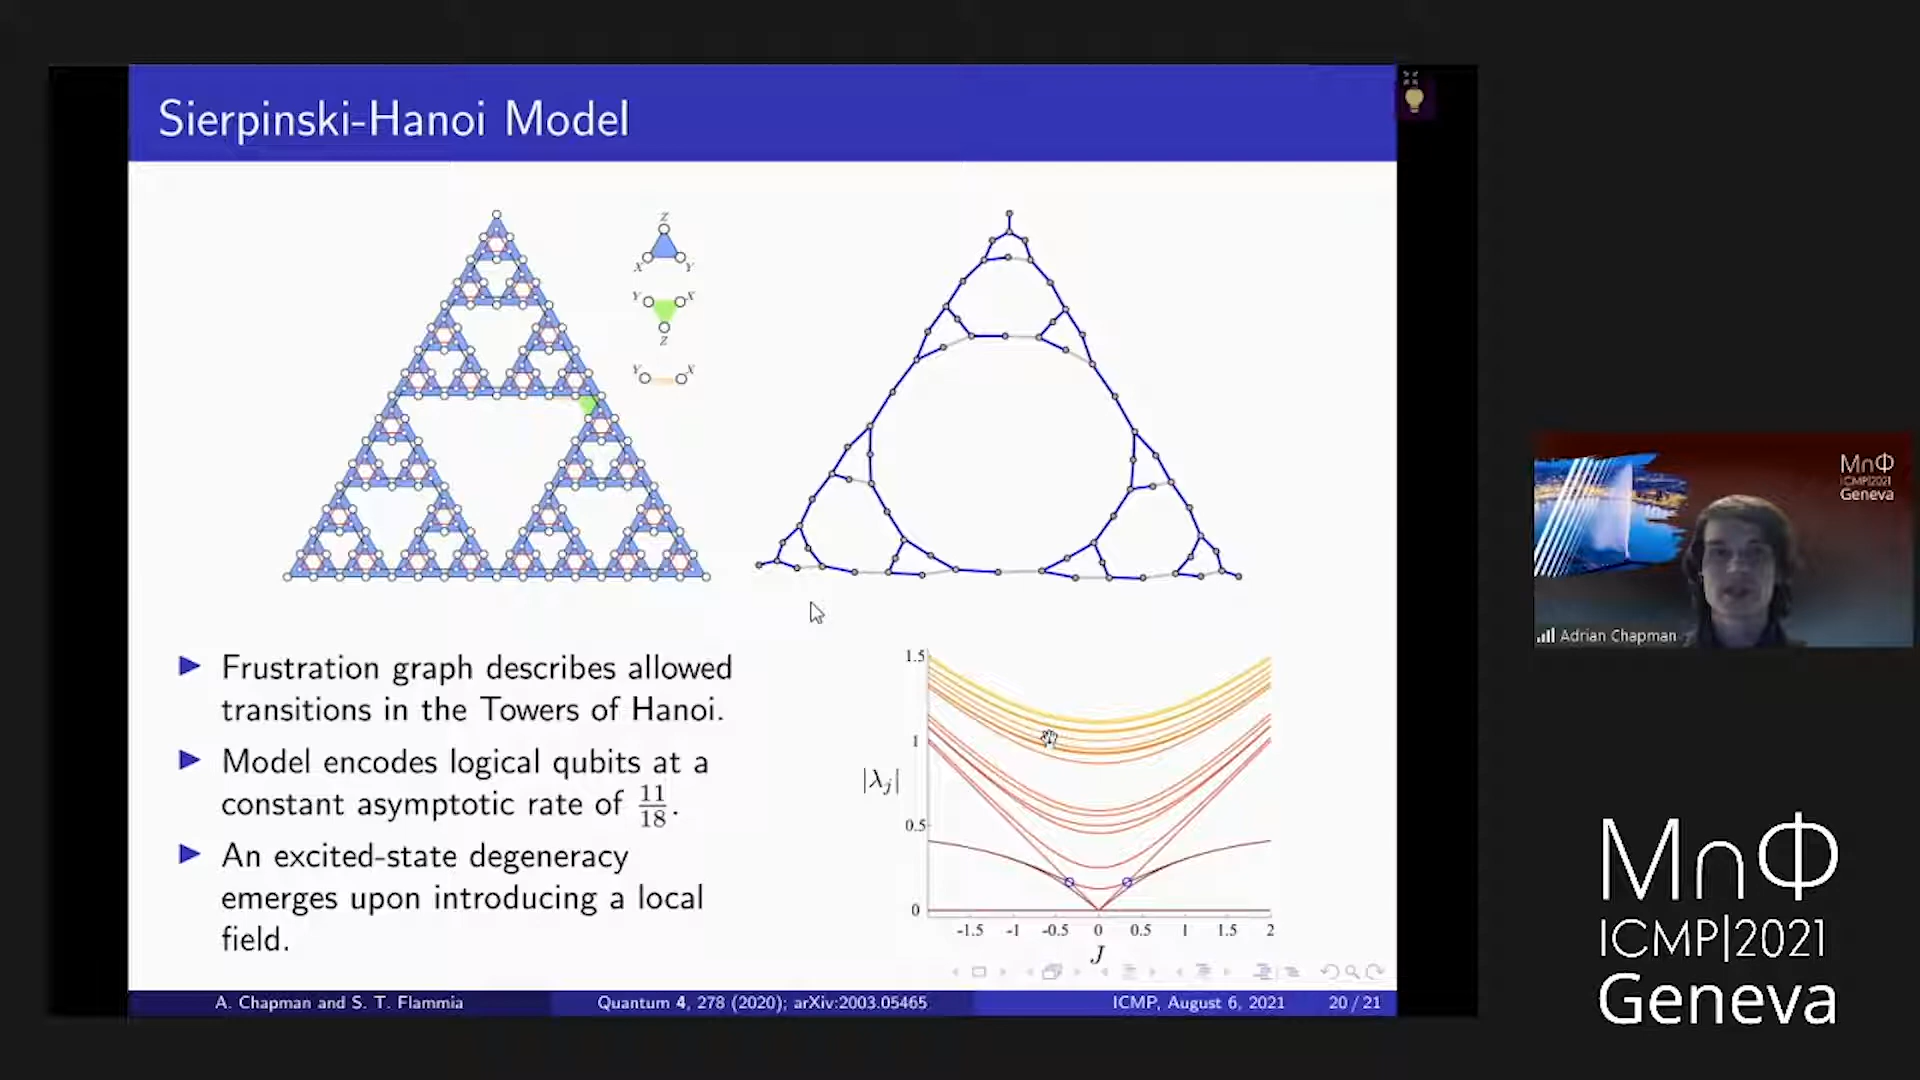 Sierpinski-Hanoi Model
Z
X Y
Y X
Z
Y X
▶ Frustration graph describes allowed
transitions in the Towers of Hanoi.
▶ Model encodes logical qubits at a
constant asymptotic rate of 11/18.
▶ An excited-state degeneracy
emerges upon introducing a local
field.
1.5
1
|λj|
0.5
0
-1.5 -1 -0.5 0 0.5 1 1.5 2
J
A. Chapman and S. T. Flammia Quantum 4, 278 (2020); arXiv:2003.05465 ICMP, August 6, 2021 20 / 21
MnΦ
ICMP|2021
Geneva
Adrian Chapman
MnΦ
ICMP|2021
Geneva